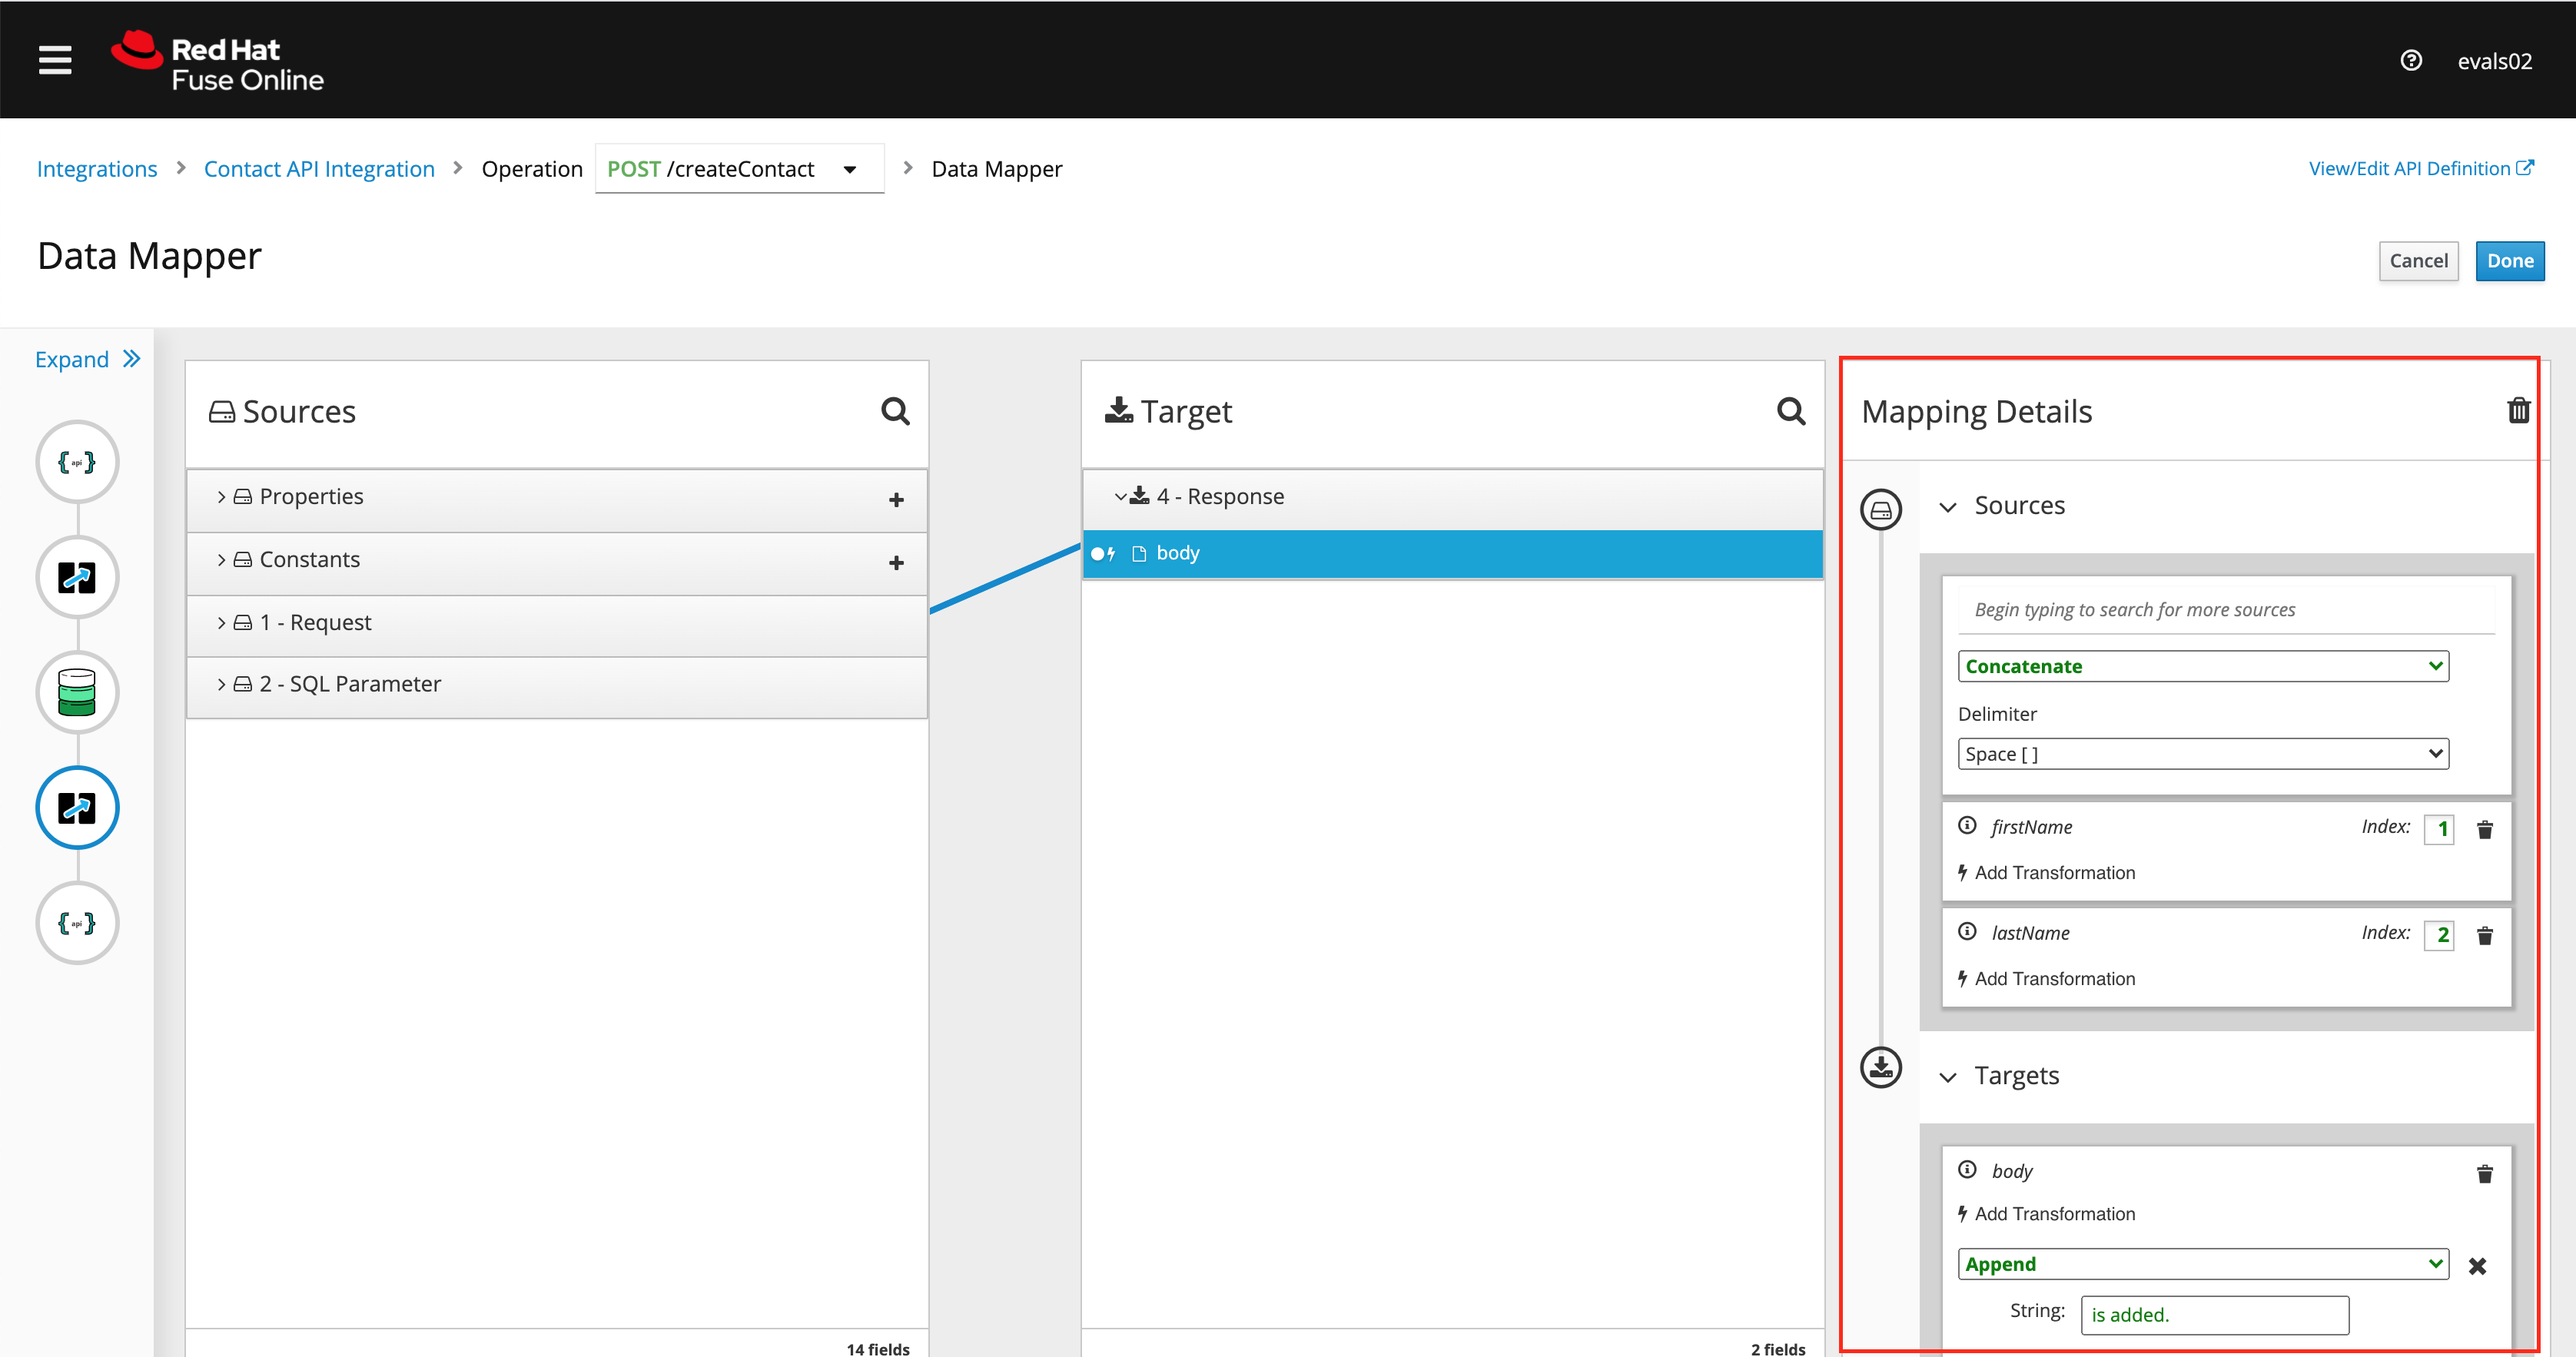 Red Hat
Fuse Online
evals02
Integrations > Contact API Integration > Operation POST /createContact > Data Mapper
View/Edit API Definition
Data Mapper
Cancel
Done
Expand
{api}
{api}
Sources
Properties
Constants
1 - Request
2 - SQL Parameter
14 fields
Target
4 - Response
body
2 fields
Mapping Details
Sources
Begin typing to search for more sources
Concatenate
Delimiter
Space [ ]
firstName Index: 1
Add Transformation
lastName Index: 2
Add Transformation
Targets
body
Add Transformation
Append
String: is added.